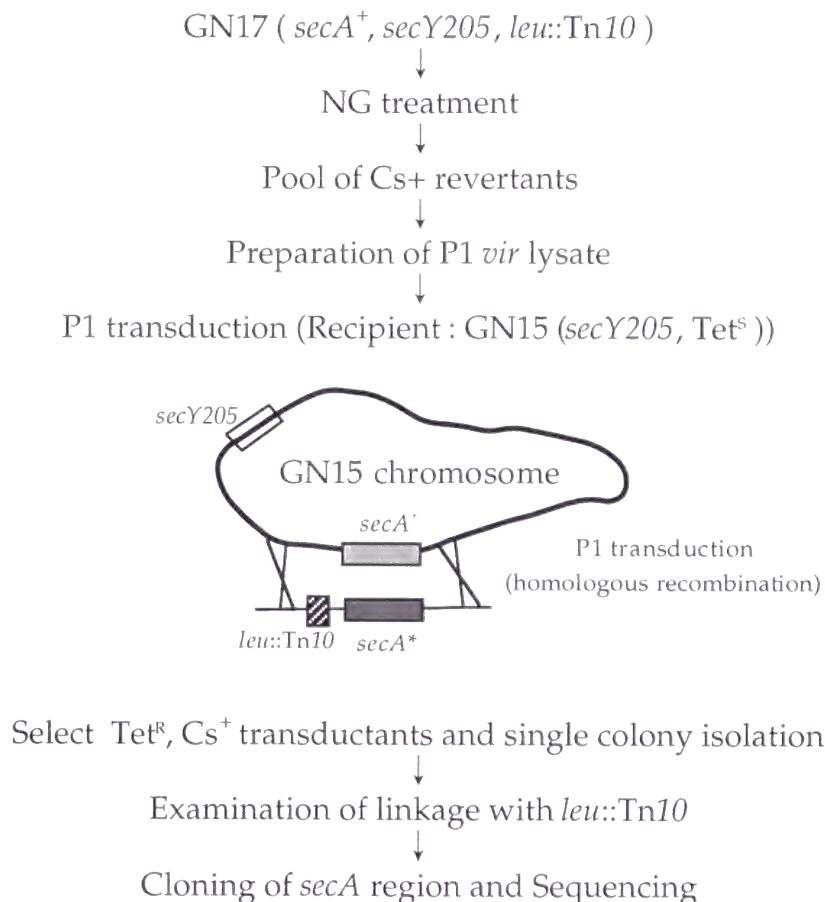 GN17 ( secA⁺, secY205, leu::Tn10 )
NG treatment
Pool of Cs+ revertants
Preparation of P1 vir lysate
P1 transduction (Recipient : GN15 (secY205, Tetˢ ))
secY205
GN15 chromosome
secA⁺
P1 transduction
(homologous recombination)
leu::Tn10 secA*
Select Tetᴿ, Cs⁺ transductants and single colony isolation
Examination of linkage with leu::Tn10
Cloning of secA region and Sequencing